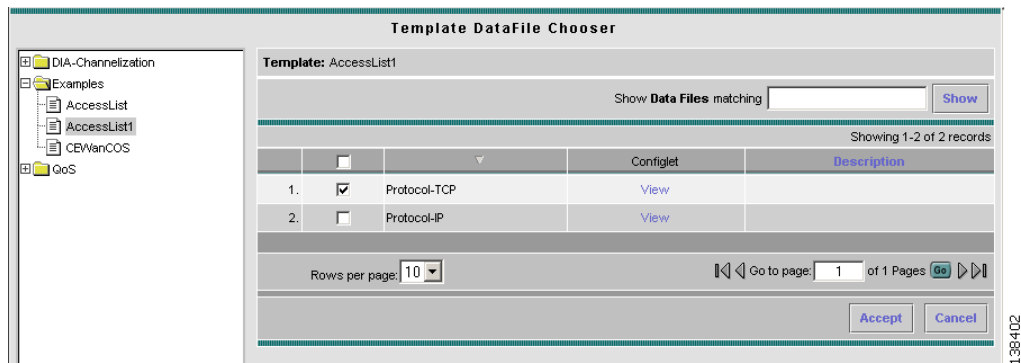 Template DataFile Chooser
DIA-Channelization
Examples
AccessList
AccessList1
CEWanCOS
QoS
Template: AccessList1
Show Data Files matching Show
Showing 1-2 of 2 records
Configlet Description
1. Protocol-TCP View
2. Protocol-IP View
Rows per page: 10 Go to page: 1 of 1 Pages Go
Accept Cancel
138402